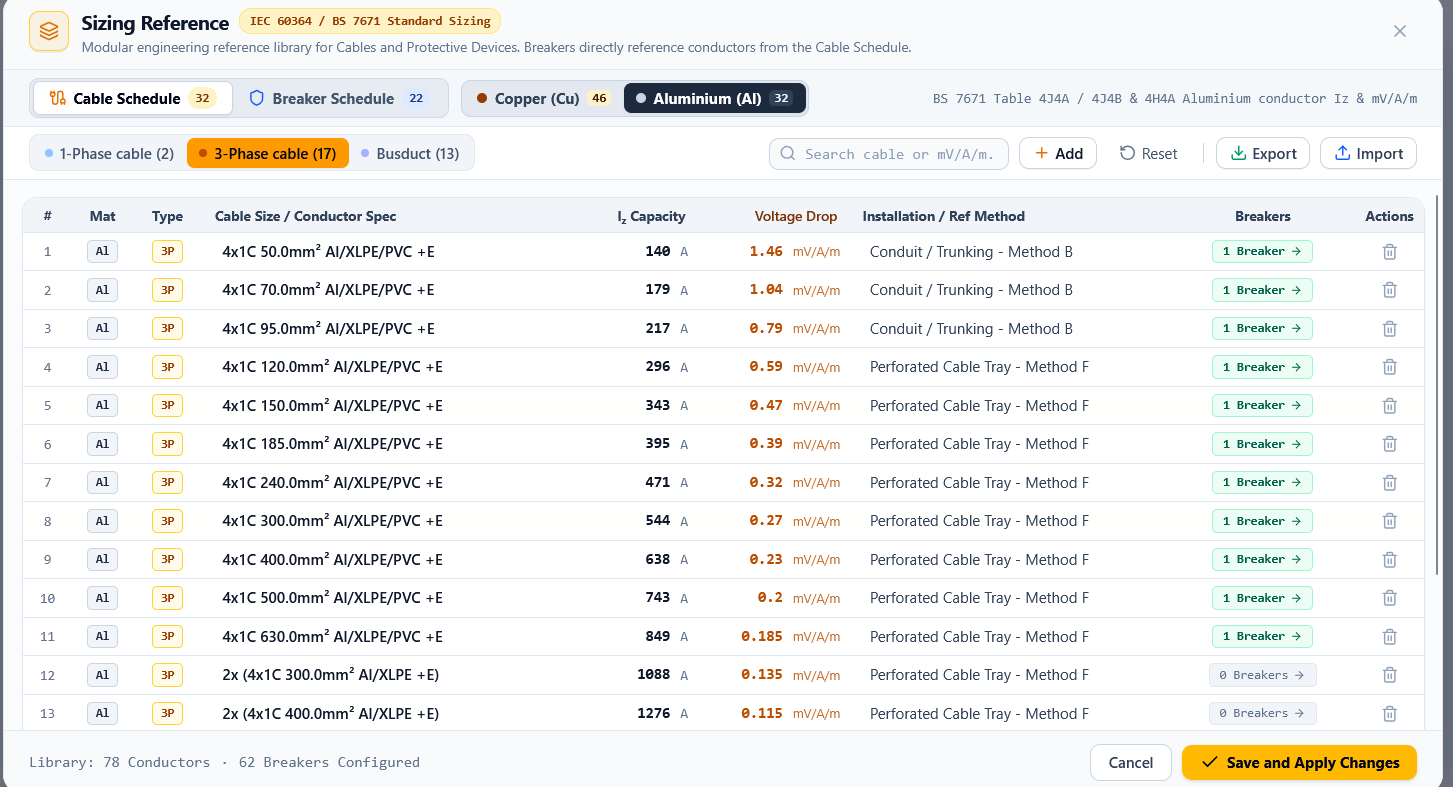 Sizing Reference IEC 60364 / BS 7671 Standard Sizing
Modular engineering reference library for Cables and Protective Devices. Breakers directly reference conductors from the Cable Schedule.
Cable Schedule 32 Breaker Schedule 22 Copper (Cu) 46 Aluminium (Al) 32 BS 7671 Table 4J4A / 4J4B & 4H4A Aluminium conductor Iz & mV/A/m
1-Phase cable (2) 3-Phase cable (17) Busduct (13) Search cable or mV/A/m. + Add Reset Export Import
# Mat Type Cable Size / Conductor Spec Iz Capacity Voltage Drop Installation / Ref Method Breakers Actions
1 Al 3P 4x1C 50.0mm² Al/XLPE/PVC +E 140 A 1.46 mV/A/m Conduit / Trunking - Method B 1 Breaker →
2 Al 3P 4x1C 70.0mm² Al/XLPE/PVC +E 179 A 1.04 mV/A/m Conduit / Trunking - Method B 1 Breaker →
3 Al 3P 4x1C 95.0mm² Al/XLPE/PVC +E 217 A 0.79 mV/A/m Conduit / Trunking - Method B 1 Breaker →
4 Al 3P 4x1C 120.0mm² Al/XLPE/PVC +E 296 A 0.59 mV/A/m Perforated Cable Tray - Method F 1 Breaker →
5 Al 3P 4x1C 150.0mm² Al/XLPE/PVC +E 343 A 0.47 mV/A/m Perforated Cable Tray - Method F 1 Breaker →
6 Al 3P 4x1C 185.0mm² Al/XLPE/PVC +E 395 A 0.39 mV/A/m Perforated Cable Tray - Method F 1 Breaker →
7 Al 3P 4x1C 240.0mm² Al/XLPE/PVC +E 471 A 0.32 mV/A/m Perforated Cable Tray - Method F 1 Breaker →
8 Al 3P 4x1C 300.0mm² Al/XLPE/PVC +E 544 A 0.27 mV/A/m Perforated Cable Tray - Method F 1 Breaker →
9 Al 3P 4x1C 400.0mm² Al/XLPE/PVC +E 638 A 0.23 mV/A/m Perforated Cable Tray - Method F 1 Breaker →
10 Al 3P 4x1C 500.0mm² Al/XLPE/PVC +E 743 A 0.2 mV/A/m Perforated Cable Tray - Method F 1 Breaker →
11 Al 3P 4x1C 630.0mm² Al/XLPE/PVC +E 849 A 0.185 mV/A/m Perforated Cable Tray - Method F 1 Breaker →
12 Al 3P 2x (4x1C 300.0mm² Al/XLPE +E) 1088 A 0.135 mV/A/m Perforated Cable Tray - Method F 0 Breakers →
13 Al 3P 2x (4x1C 400.0mm² Al/XLPE +E) 1276 A 0.115 mV/A/m Perforated Cable Tray - Method F 0 Breakers →
Library: 78 Conductors · 62 Breakers Configured Cancel Save and Apply Changes